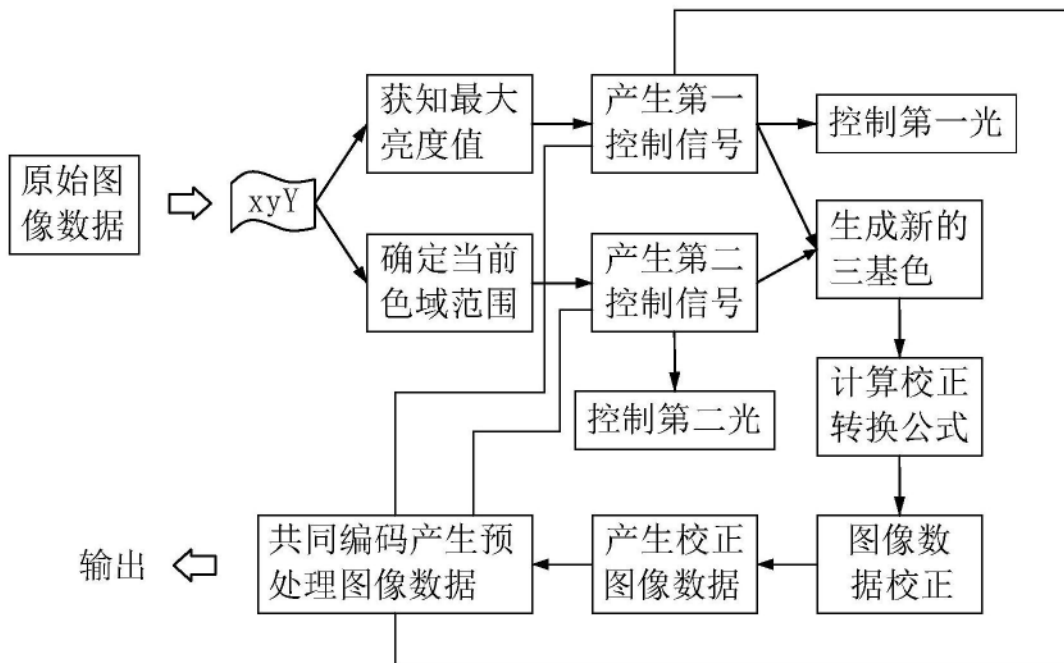 原始图
像数据
xyY
获知最大
亮度值
产生第一
控制信号
控制第一光
确定当前
色域范围
产生第二
控制信号
生成新的
三基色
控制第二光
计算校正
转换公式
图像数
据校正
产生校正
图像数据
共同编码产生预
处理图像数据
输出